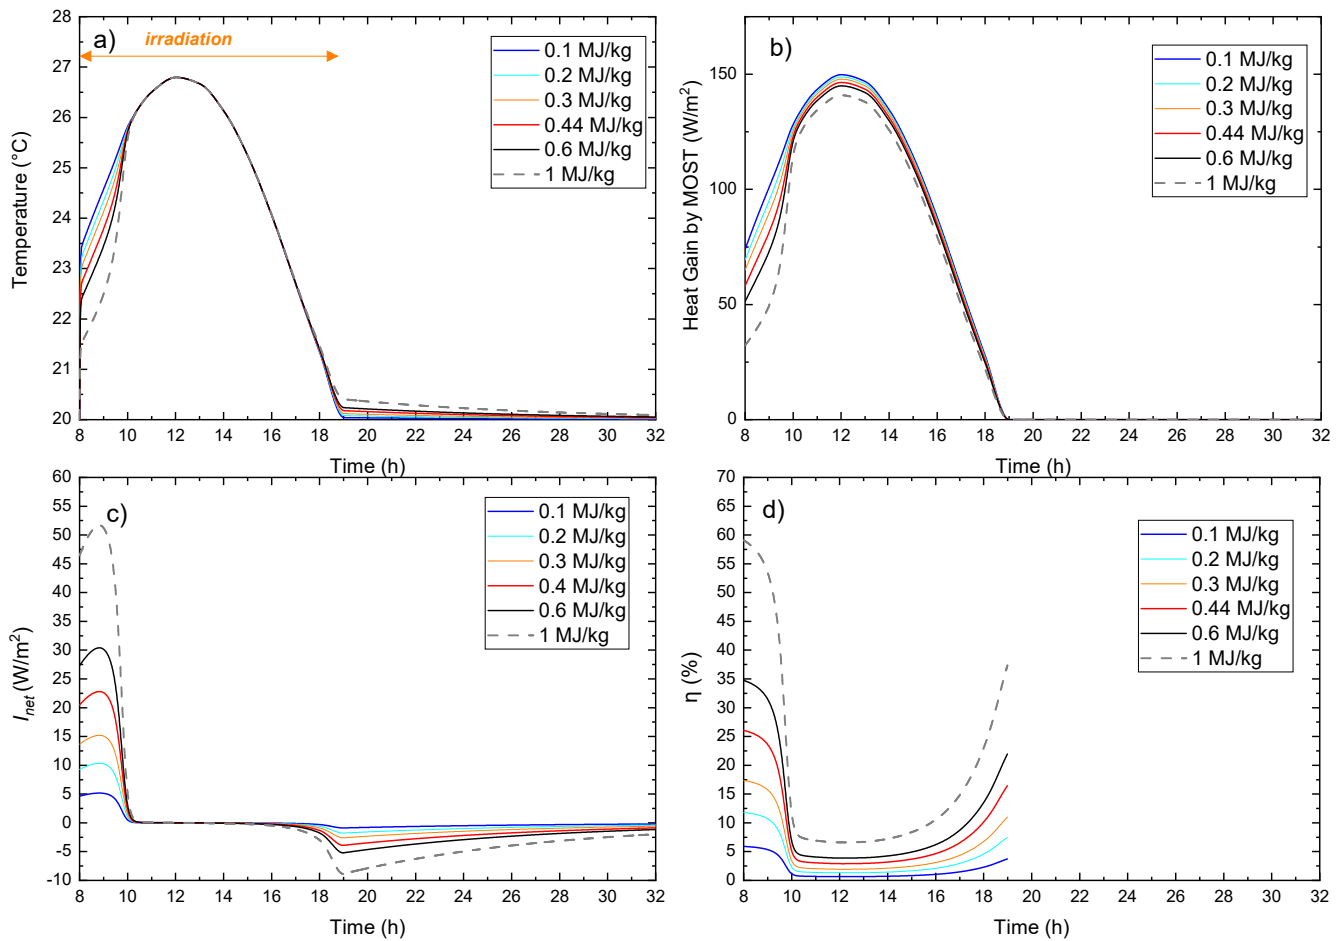 a)
irradiation
0.1 MJ/kg
0.2 MJ/kg
0.3 MJ/kg
0.44 MJ/kg
0.6 MJ/kg
1 MJ/kg
Temperature (°C)
28
27
26
25
24
23
22
21
20
8 10 12 14 16 18 20 22 24 26 28 30 32
Time (h)
b)
0.1 MJ/kg
0.2 MJ/kg
0.3 MJ/kg
0.44 MJ/kg
0.6 MJ/kg
1 MJ/kg
Heat Gain by MOST (W/m²)
150
100
50
0
8 10 12 14 16 18 20 22 24 26 28 30 32
Time (h)
c)
0.1 MJ/kg
0.2 MJ/kg
0.3 MJ/kg
0.4 MJ/kg
0.6 MJ/kg
1 MJ/kg
I_net (W/m²)
60
55
50
45
40
35
30
25
20
15
10
5
0
-5
-10
8 10 12 14 16 18 20 22 24 26 28 30 32
Time (h)
d)
0.1 MJ/kg
0.2 MJ/kg
0.3 MJ/kg
0.44 MJ/kg
0.6 MJ/kg
1 MJ/kg
η (%)
70
65
60
55
50
45
40
35
30
25
20
15
10
5
0
8 10 12 14 16 18 20 22 24 26 28 30 32
Time (h)